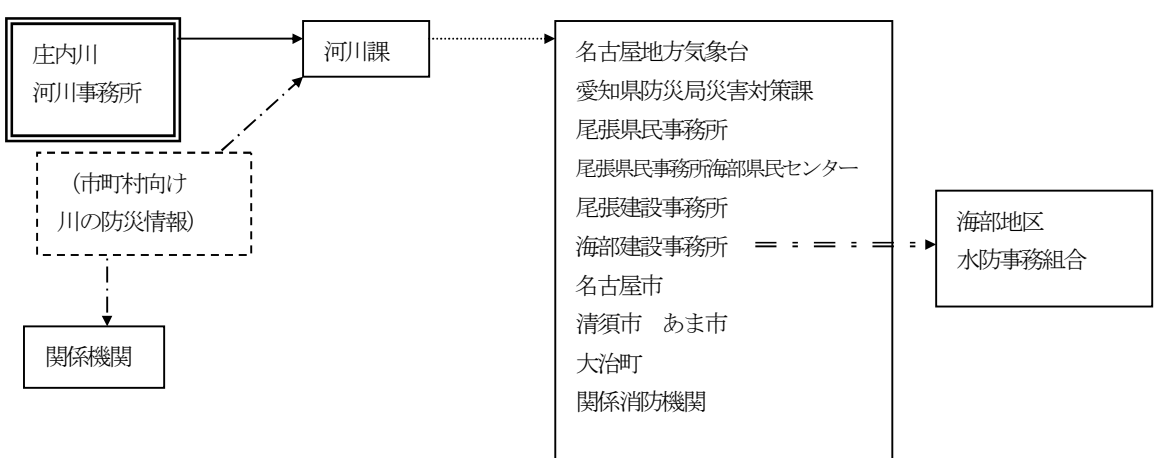 庄内川
河川事務所
河川課
（市町村向け
川の防災情報）
関係機関
名古屋地方気象台
愛知県防災局災害対策課
尾張県民事務所
尾張県民事務所海部県民センター
尾張建設事務所
海部建設事務所
名古屋市
清須市　あま市
大治町
関係消防機関
海部地区
水防事務組合